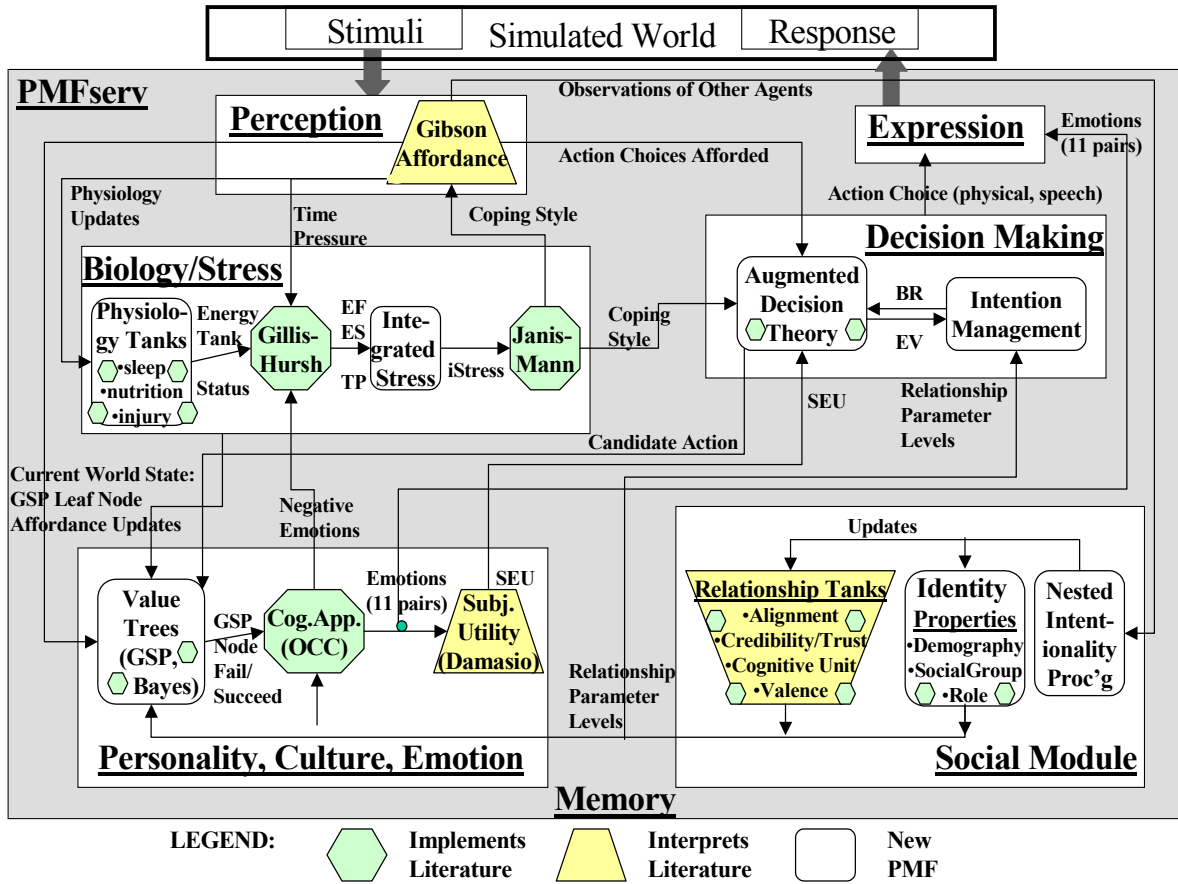 Stimuli
Simulated World
Response
PMFserv
Perception
Gibson
Affordance
Observations of Other Agents
Action Choices Afforded
Expression
Emotions
(11 pairs)
Physiology
Updates
Time
Pressure
Coping Style
Action Choice (physical, speech)
Biology/Stress
Physiolo-
gy Tanks
•sleep
•nutrition
•injury
Energy
Tank
Status
Gillis-
Hursh
EF
ES
TP
Inte-
grated
Stress
iStress
Janis-
Mann
Coping
Style
Decision Making
Augmented
Decision
Theory
BR
EV
Intention
Management
SEU
Relationship
Parameter
Levels
Candidate Action
Current World State:
GSP Leaf Node
Affordance Updates
Negative
Emotions
Value
Trees
(GSP,
Bayes)
GSP
Node
Fail/
Succeed
Cog.App.
(OCC)
Emotions
(11 pairs)
SEU
Subj.
Utility
(Damasio)
Relationship
Parameter
Levels
Personality, Culture, Emotion
Updates
Relationship Tanks
•Alignment
•Credibility/Trust
•Cognitive Unit
•Valence
Identity
Properties
•Demography
•SocialGroup
•Role
Nested
Intent-
ionality
Proc’g
Social Module
Memory
LEGEND:
Implements
Literature
Interprets
Literature
New
PMF